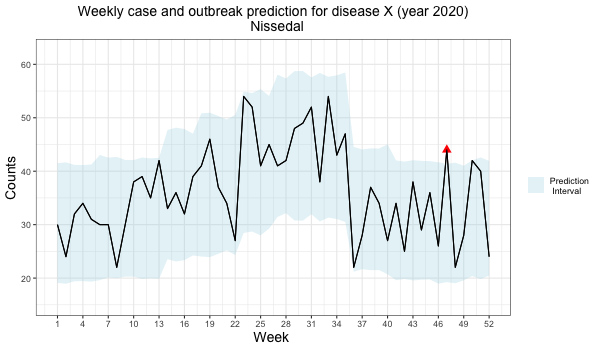 Weekly case and outbreak prediction for disease X (year 2020)
Nissedal
Counts
60
50
40
30
20
1 4 7 10 13 16 19 22 25 28 31 34 37 40 43 46 49 52
Week
Prediction
Interval